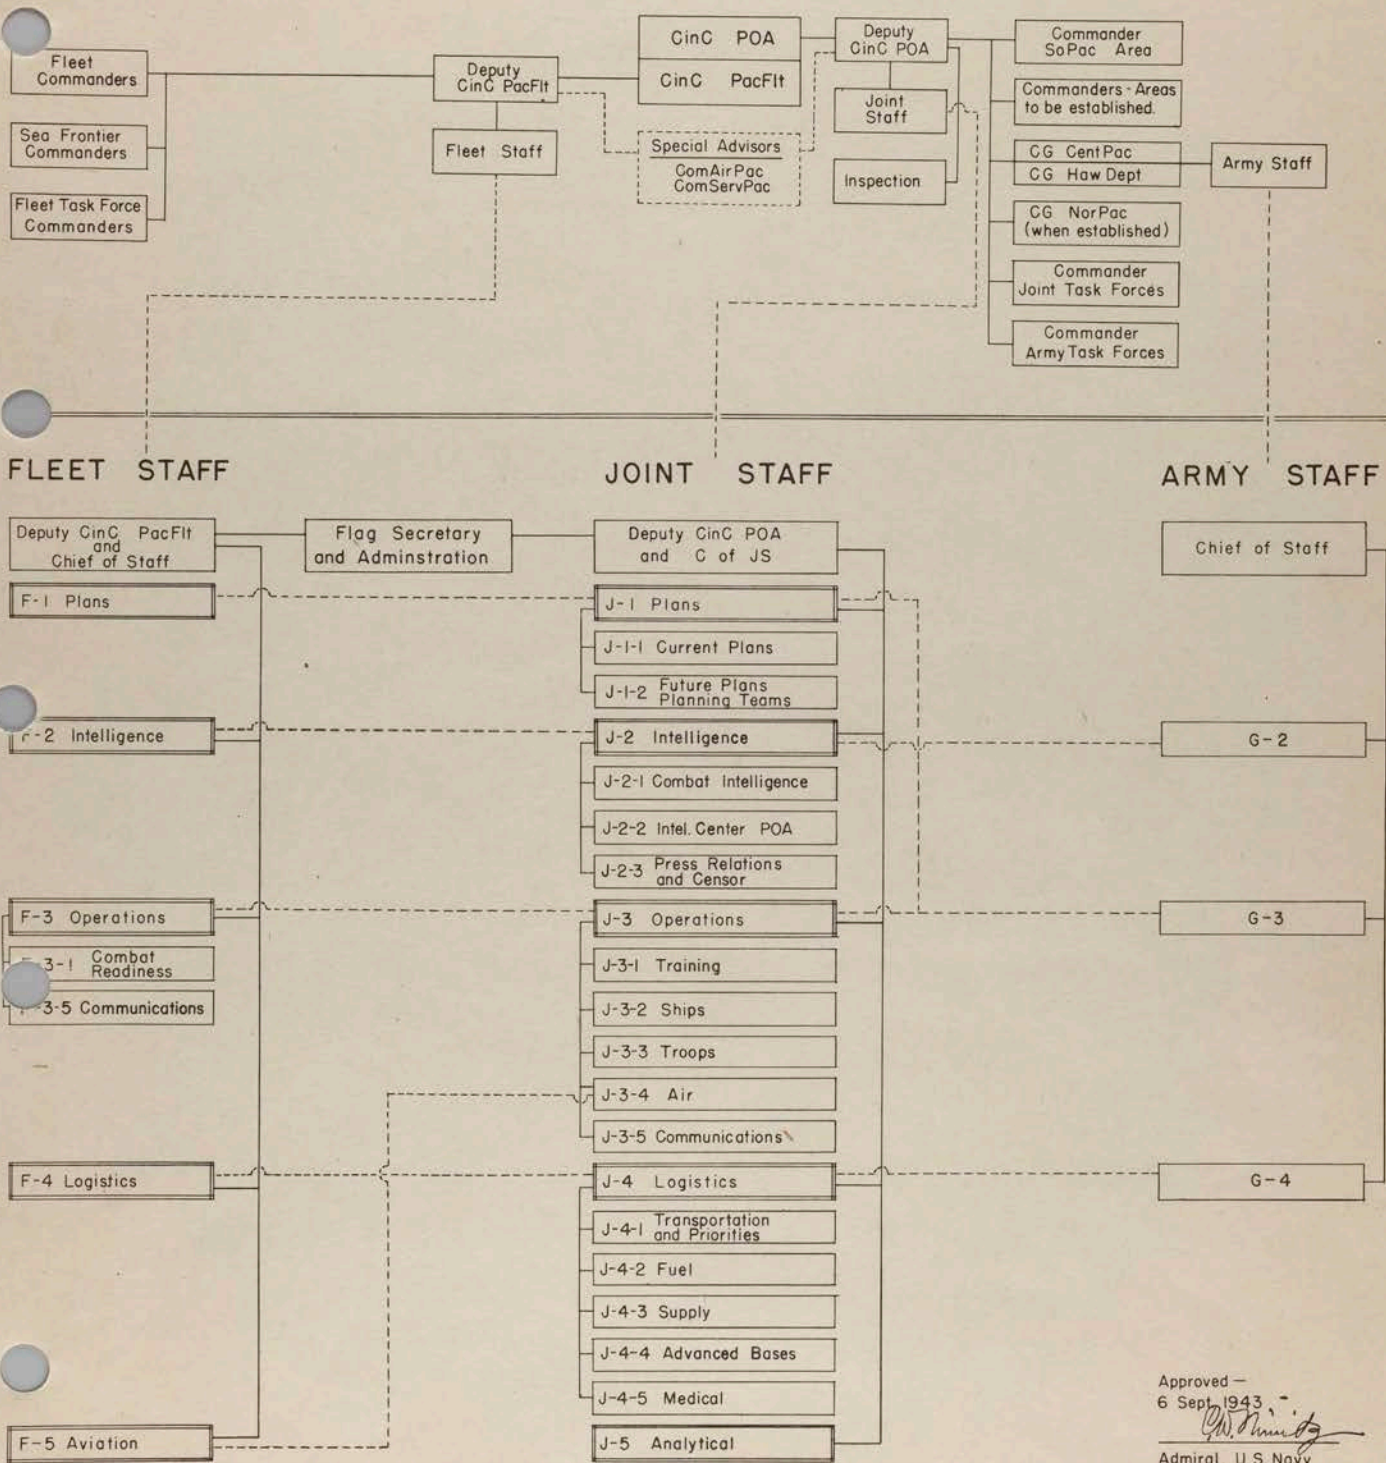 Fleet
Commanders
Sea Frontier
Commanders
Fleet Task Force
Commanders
Deputy
CinC PacFlt
Fleet Staff
CinC POA
CinC PacFlt
Special Advisors
ComAirPac
ComServPac
Deputy
CinC POA
Joint
Staff
Inspection
Commander
SoPac Area
Commanders - Areas
to be established.
CG CentPac
CG Haw Dept
CG NorPac
(when established)
Commander
Joint Task Forces
Commander
Army Task Forces
Army Staff
FLEET STAFF
Deputy CinC PacFlt
and
Chief of Staff
F-1 Plans
F-2 Intelligence
F-3 Operations
F-3-1 Combat
Readiness
F-3-5 Communications
F-4 Logistics
F-5 Aviation
Flag Secretary
and Adminstration
JOINT STAFF
Deputy CinC POA
and C of JS
J-1 Plans
J-1-1 Current Plans
J-1-2 Future Plans
Planning Teams
J-2 Intelligence
J-2-1 Combat Intelligence
J-2-2 Intel. Center POA
J-2-3 Press Relations
and Censor
J-3 Operations
J-3-1 Training
J-3-2 Ships
J-3-3 Troops
J-3-4 Air
J-3-5 Communications
J-4 Logistics
J-4-1 Transportation
and Priorities
J-4-2 Fuel
J-4-3 Supply
J-4-4 Advanced Bases
J-4-5 Medical
J-5 Analytical
ARMY STAFF
Chief of Staff
G-2
G-3
G-4
Approved —
6 Sept, 1943,
C.W. Nimitz
Admiral, U.S. Navy